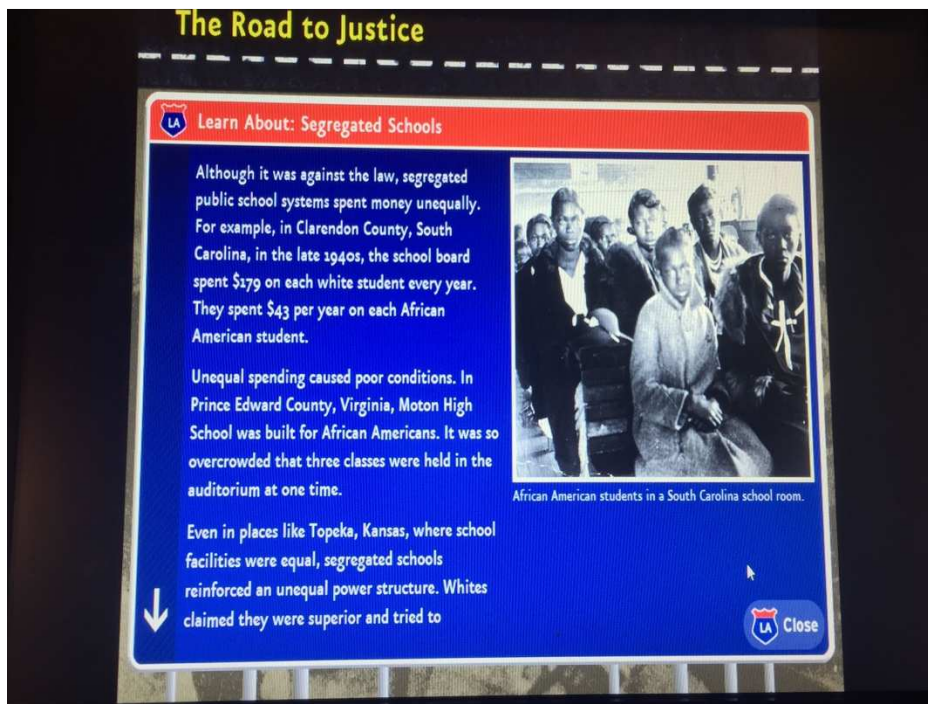 The Road to Justice
LA
Learn About: Segregated Schools
Although it was against the law, segregated
public school systems spent money unequally.
For example, in Clarendon County, South
Carolina, in the late 1940s, the school board
spent $179 on each white student every year.
They spent $43 per year on each African
American student.
Unequal spending caused poor conditions. In
Prince Edward County, Virginia, Moton High
School was built for African Americans. It was so
overcrowded that three classes were held in the
auditorium at one time.
Even in places like Topeka, Kansas, where school
facilities were equal, segregated schools
reinforced an unequal power structure. Whites
claimed they were superior and tried to
African American students in a South Carolina school room.
LA Close